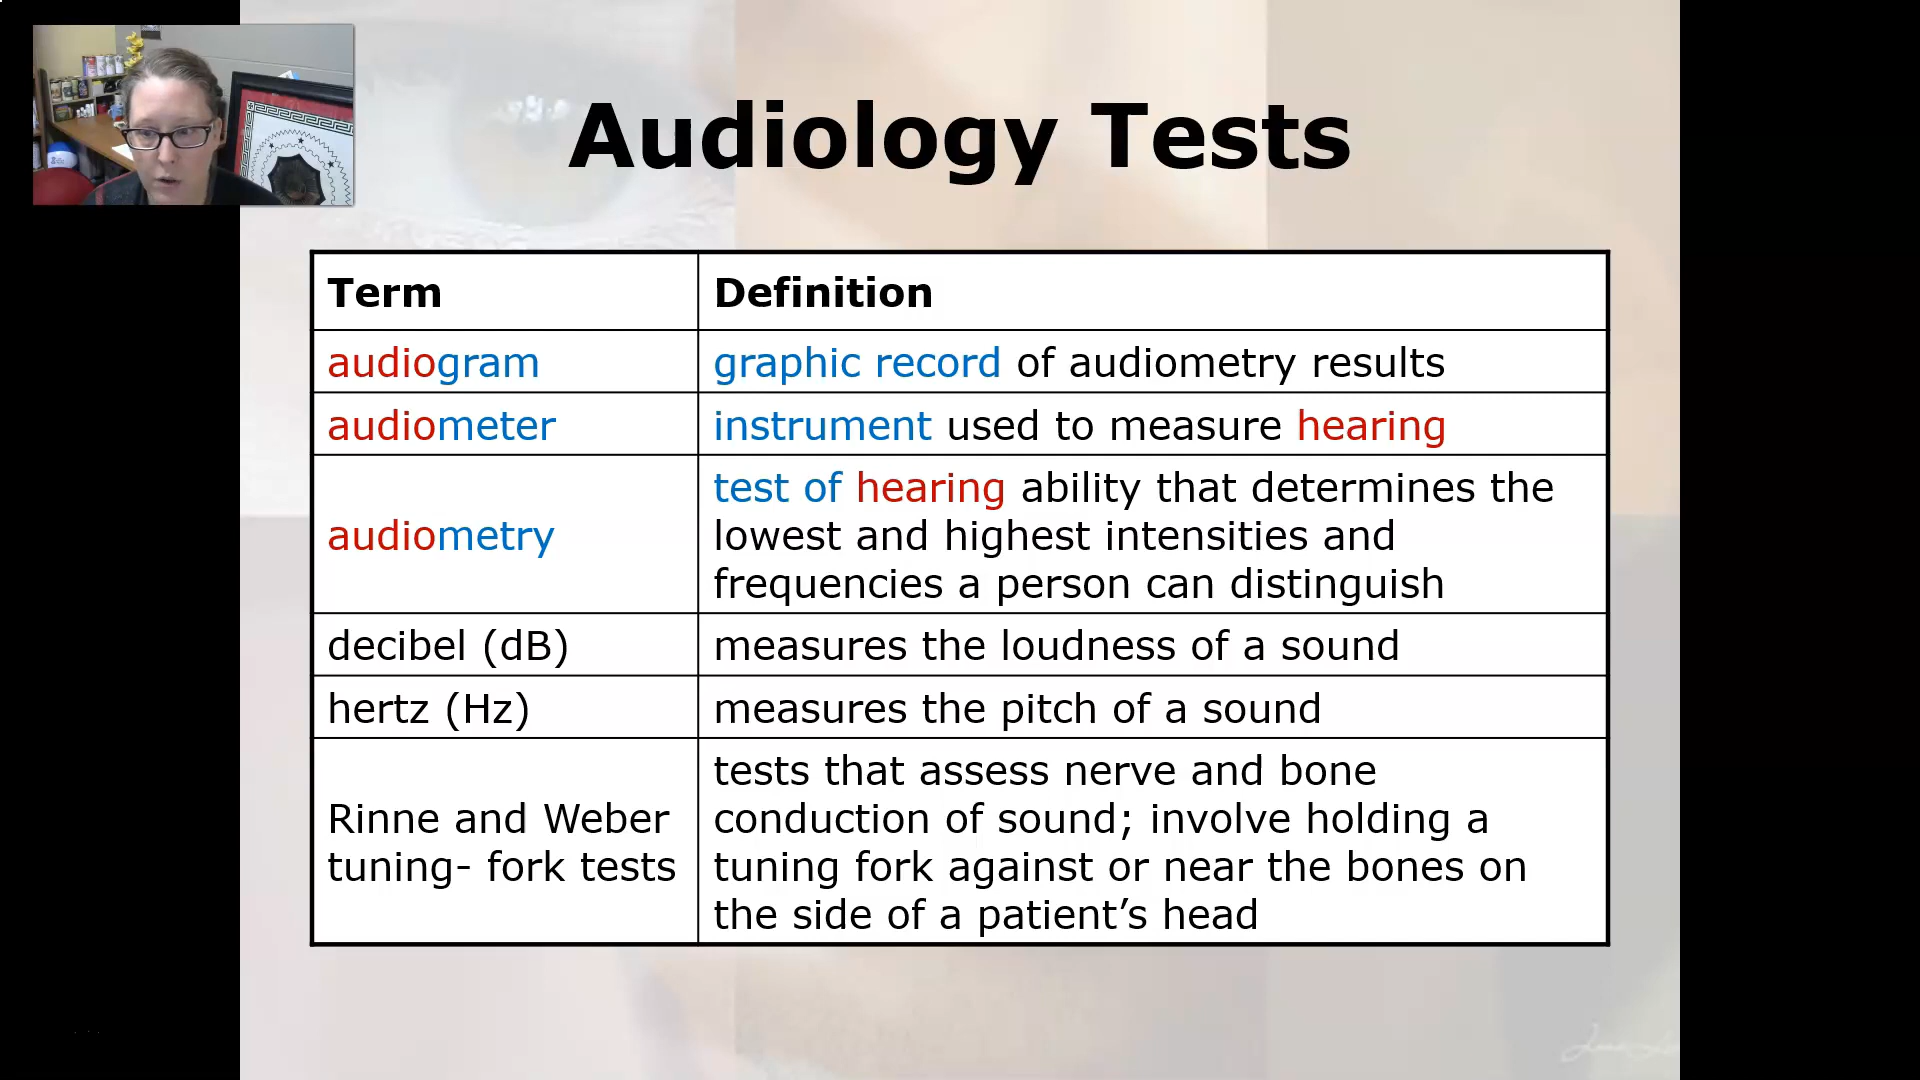 Audiology Tests
Term
Definition
audiogram
graphic record of audiometry results
audiometer
instrument used to measure hearing
audiometry
test of hearing ability that determines the
lowest and highest intensities and
frequencies a person can distinguish
decibel (dB)
measures the loudness of a sound
hertz (Hz)
measures the pitch of a sound
Rinne and Weber
tuning- fork tests
tests that assess nerve and bone
conduction of sound; involve holding a
tuning fork against or near the bones on
the side of a patient’s head